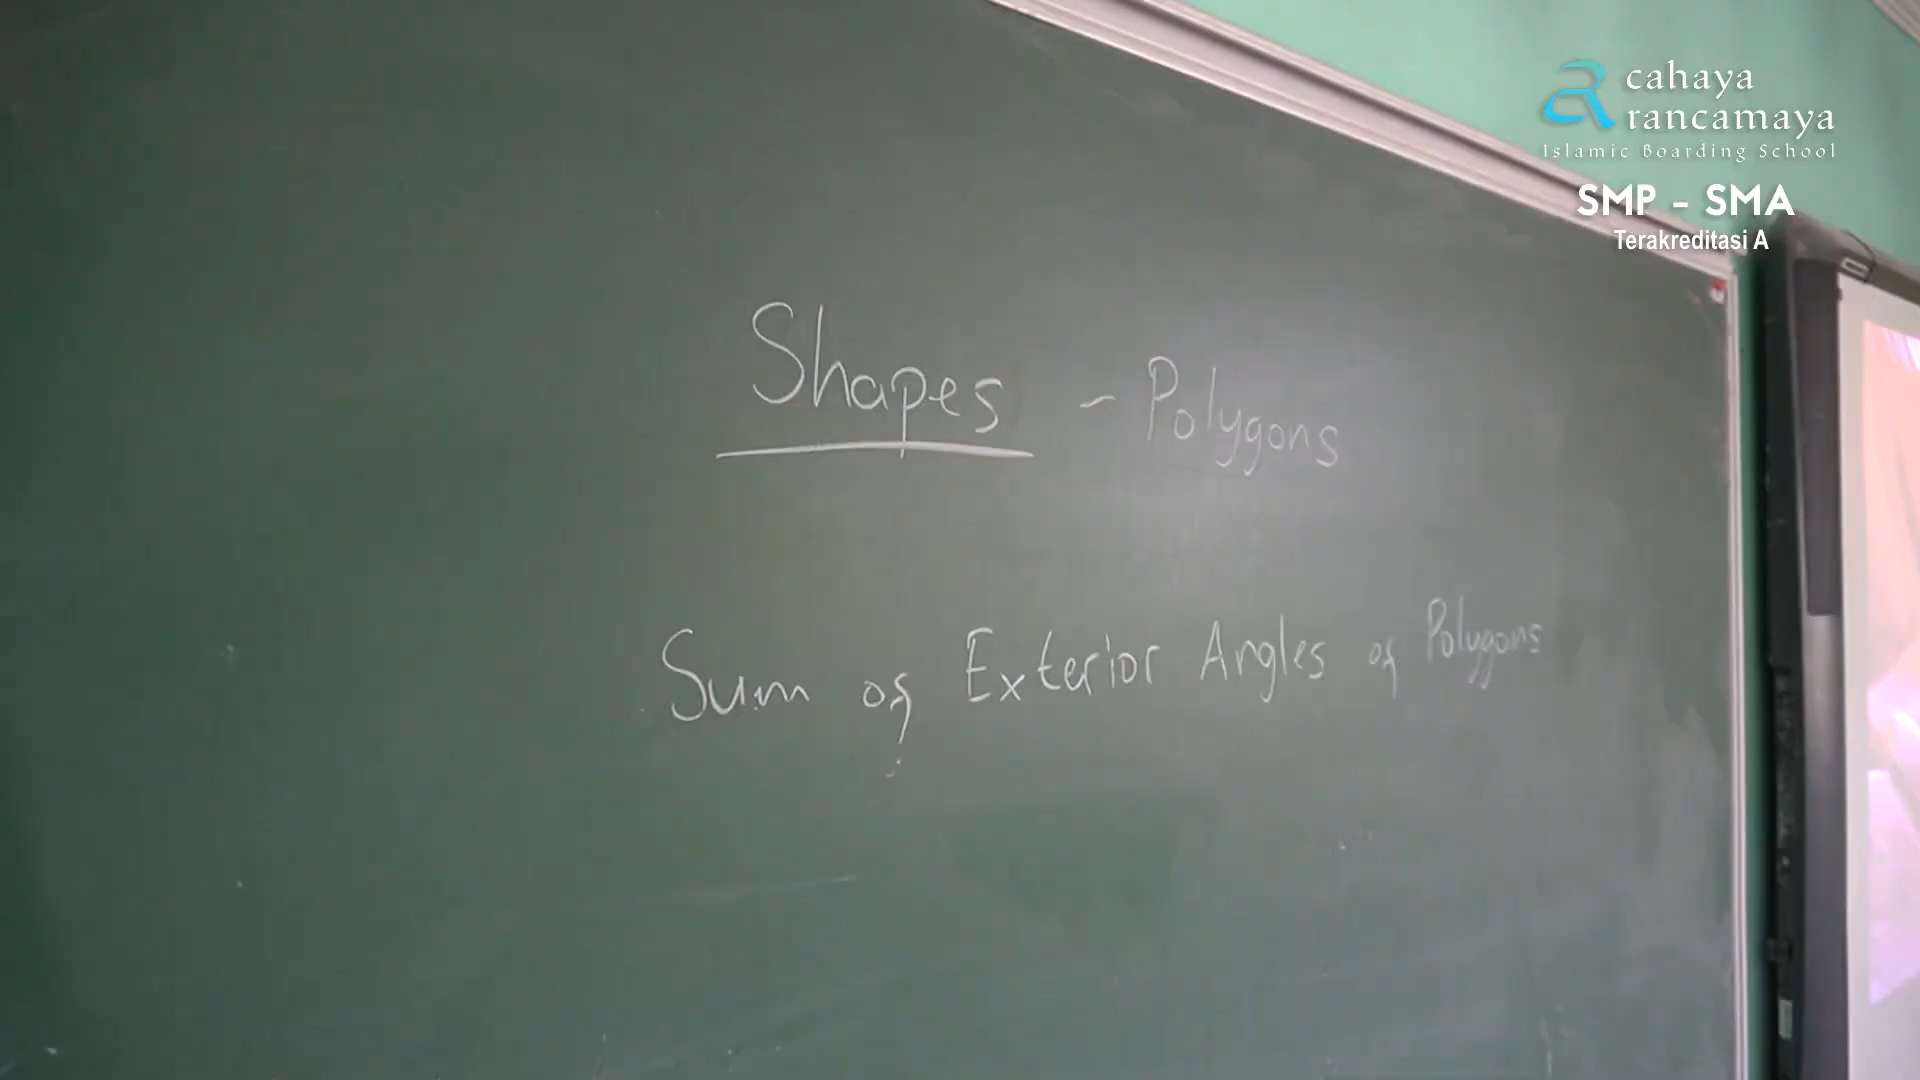 cahaya
rancamaya
Islamic Boarding School
SMP - SMA
Terakreditasi A
Shapes - Polygons
Sum of Exterior Angles of Polygons